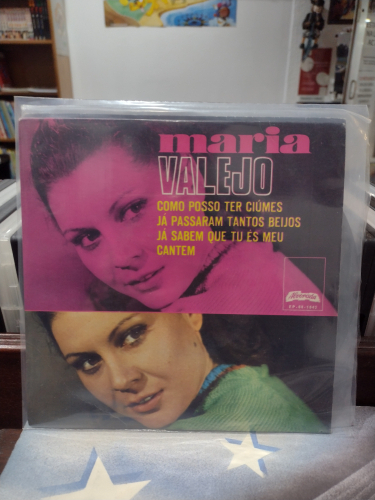 maria
VALEJO
COMO POSSO TER CIÚMES
JÁ PASSARAM TANTOS BEIJOS
JÁ SABEM QUE TU ÉS MEU
CANTEM